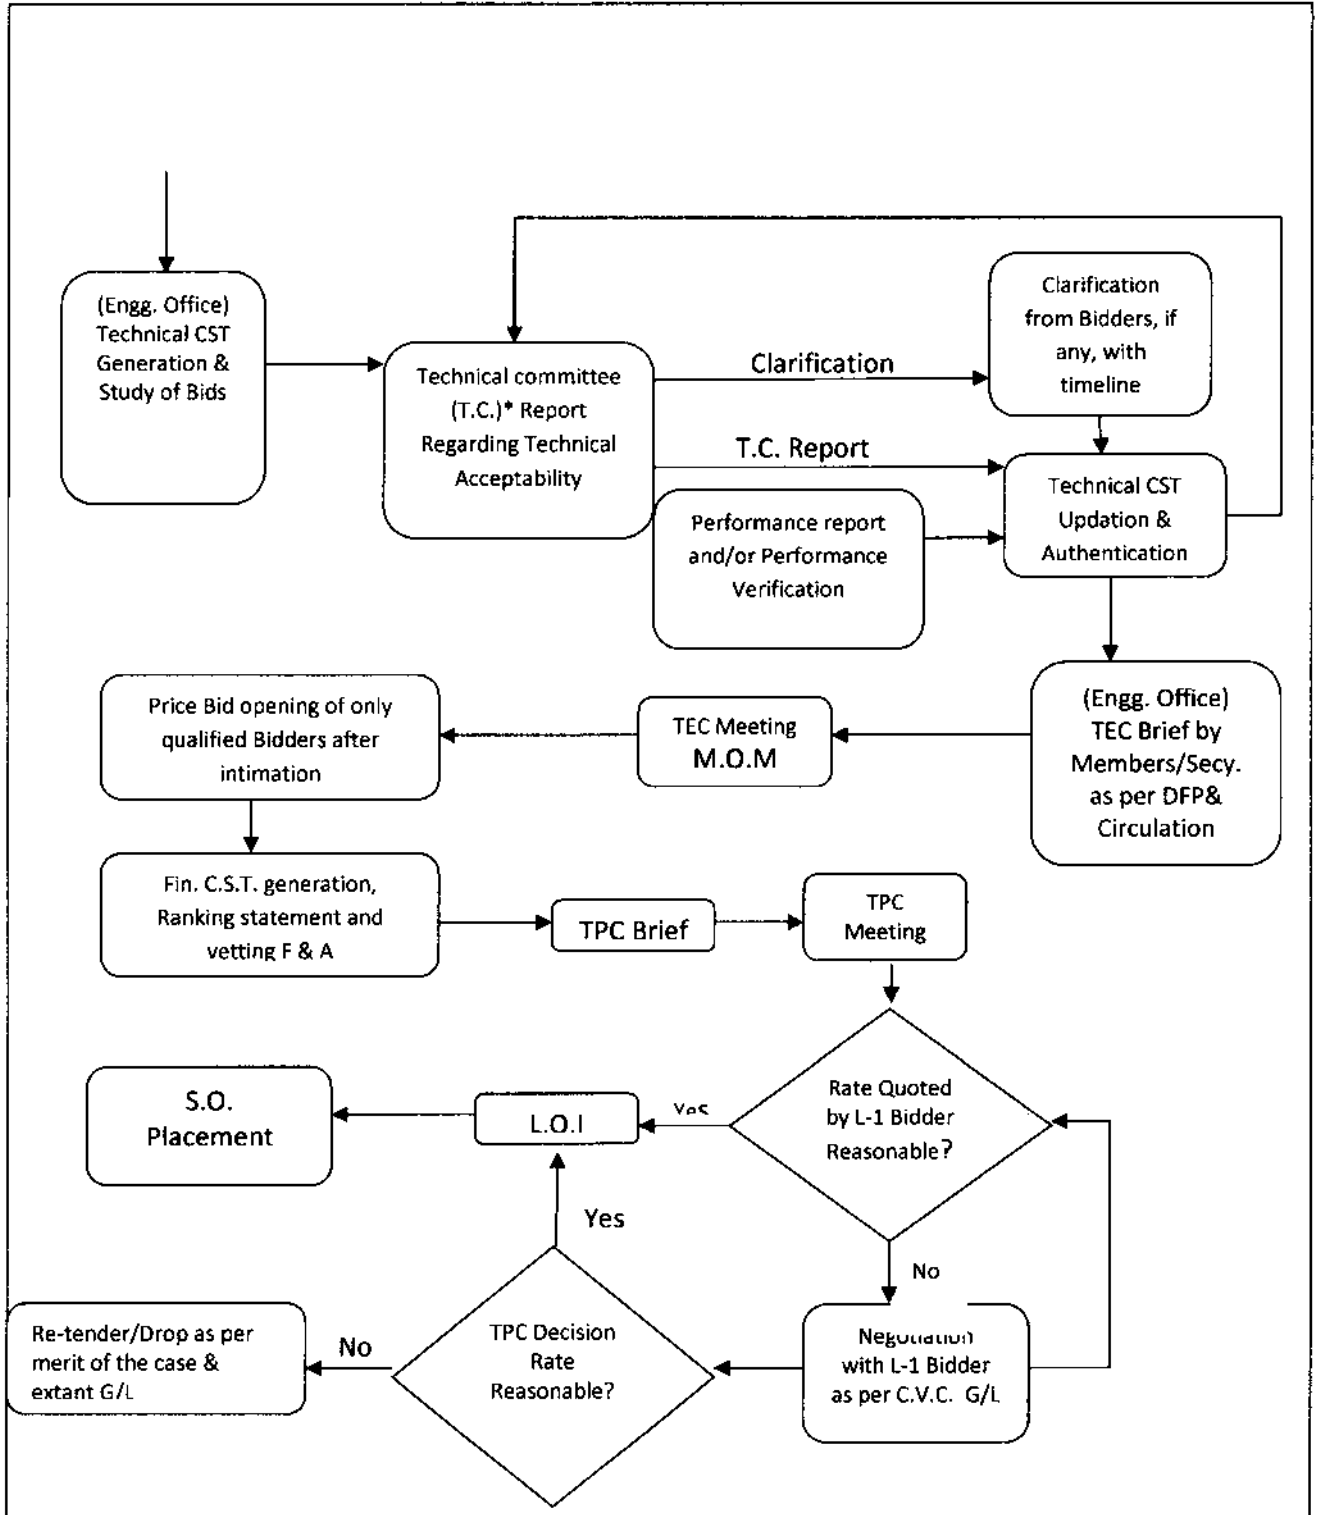 (Engg. Office)
Technical CST
Generation &
Study of Bids
Technical committee
(T.C.)* Report
Regarding Technical
Acceptability
Clarification
Clarification
from Bidders, if
any, with
timeline
T.C. Report
Performance report
and/or Performance
Verification
Technical CST
Updation &
Authentication
(Engg. Office)
TEC Brief by
Members/Secy.
as per DFP&
Circulation
TEC Meeting
M.O.M
Price Bid opening of only
qualified Bidders after
intimation
Fin. C.S.T. generation,
Ranking statement and
vetting F & A
TPC Brief
TPC
Meeting
Rate Quoted
by L-1 Bidder
Reasonable?
Yes
L.O.I
S.O.
Placement
No
Negotiation
with L-1 Bidder
as per C.V.C. G/L
TPC Decision
Rate
Reasonable?
Yes
No
Re-tender/Drop as per
merit of the case &
extant G/L